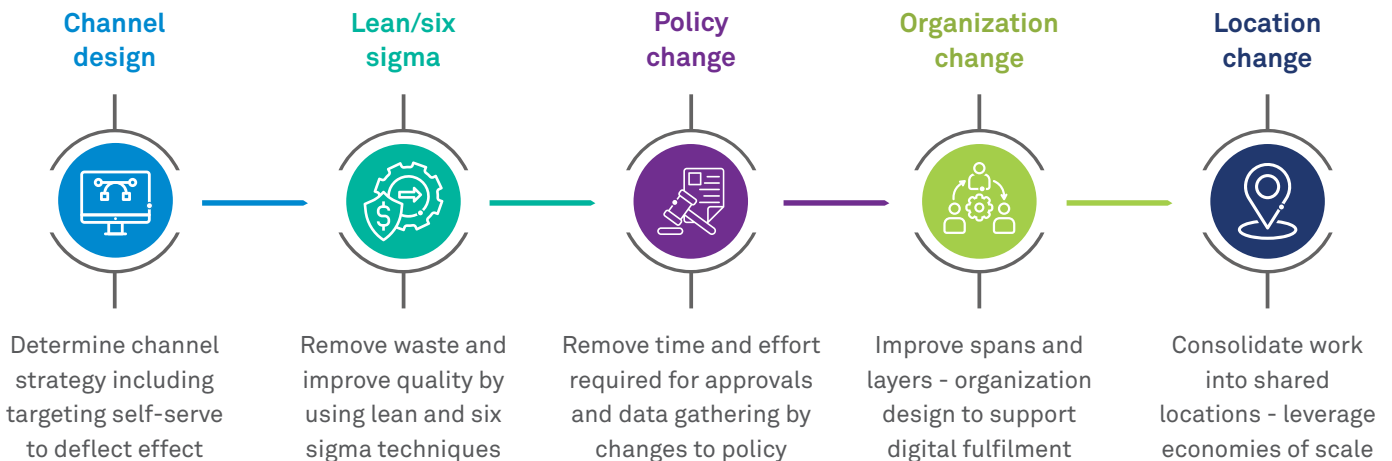 Channel
design
Lean/six
sigma
Policy
change
Organization
change
Location
change
$
Determine channel
strategy including
targeting self-serve
to deflect effect
Remove waste and
improve quality by
using lean and six
sigma techniques
Remove time and effort
required for approvals
and data gathering by
changes to policy
Improve spans and
layers - organization
design to support
digital fulfilment
Consolidate work
into shared
locations - leverage
economies of scale